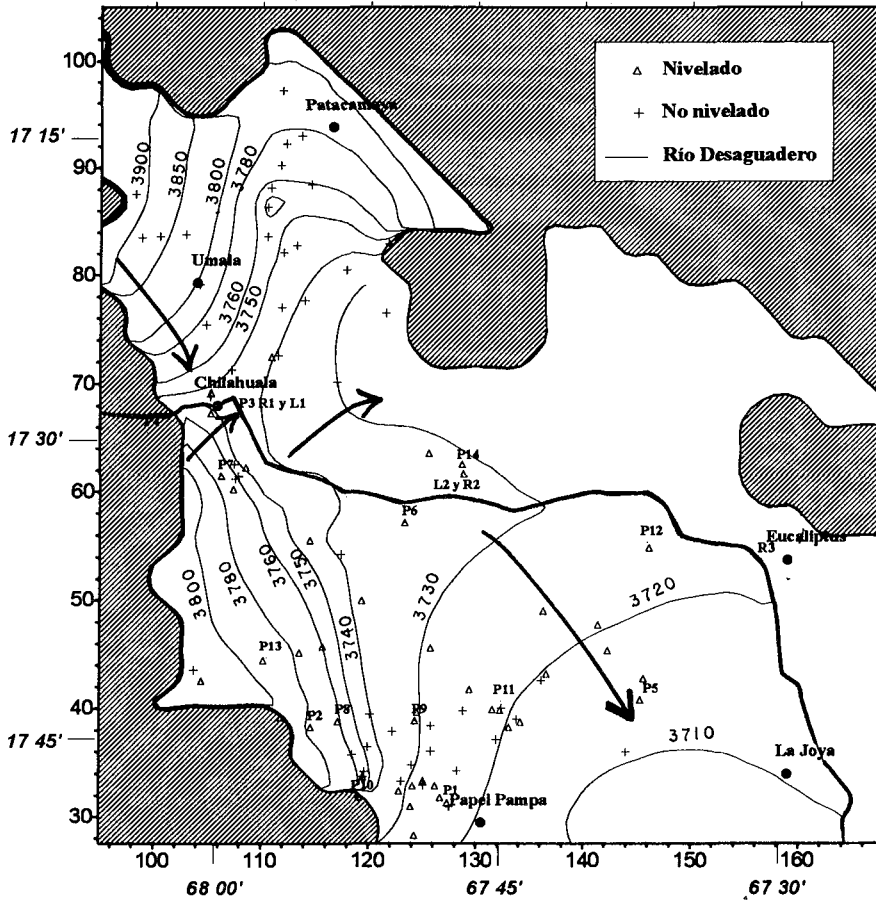 100
90
80
70
60
50
40
30
17 15'
17 30'
17 45'
Nivelado
No nivelado
Río Desaguadero
Patacamaya
3900
3850
3800
3780
Umala
3760
3750
Chilahuala
P3 R1 y L1
P7
P14
L2 y R2
P6
P12
R3
Eucaliptus
3800
3780
3760
3750
3740
3730
3720
P13
P2
P8
R9
P11
P5
3710
La Joya
P10
P1
Papel Pampa
100
110
120
130
140
150
160
68 00'
67 45'
67 30'